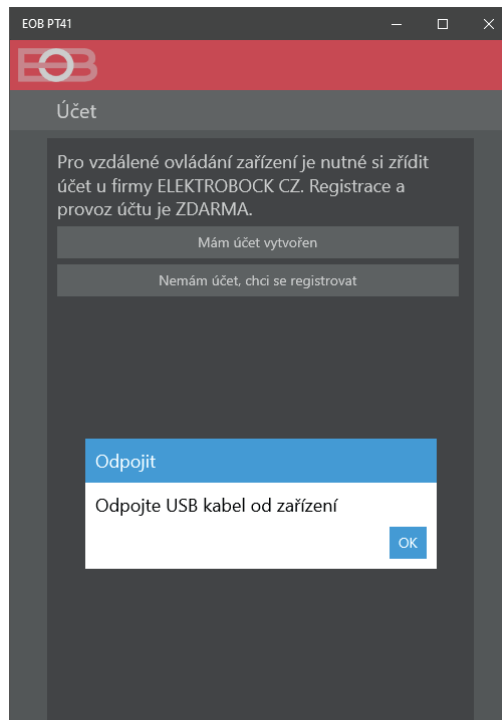 EOB PT41
EOB
Účet
Pro vzdálené ovládání zařízení je nutné si zřídit
účet u firmy ELEKTROBOCK CZ. Registrace a
provoz účtu je ZDARMA.
Mám účet vytvořen
Nemám účet, chci se registrovat
Odpojit
Odpojte USB kabel od zařízení
OK